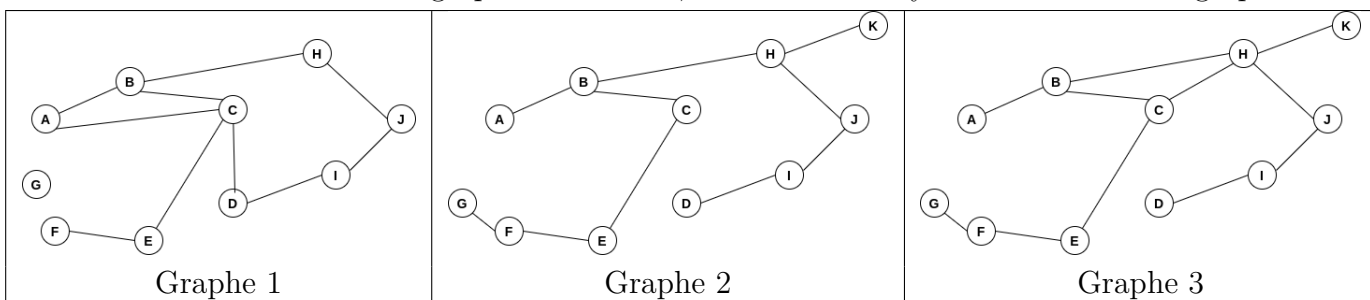 B H C A J G I D F E
K H B C A J I G D F E
K H B C A J I G D F E
Graphe 1 Graphe 2 Graphe 3